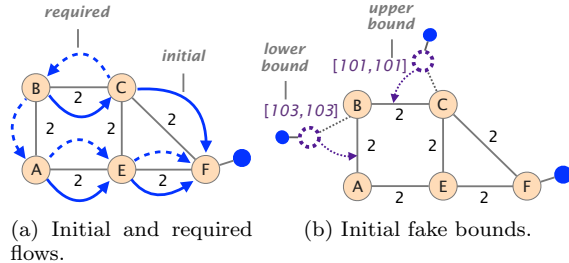 required
initial
B
C
2
2
2
2
A
2
E
2
F
(a) Initial and required
flows.
upper
bound
lower
bound
[101,101]
[103,103]
B
C
2
2
2
2
A
2
E
2
F
(b) Initial fake bounds.